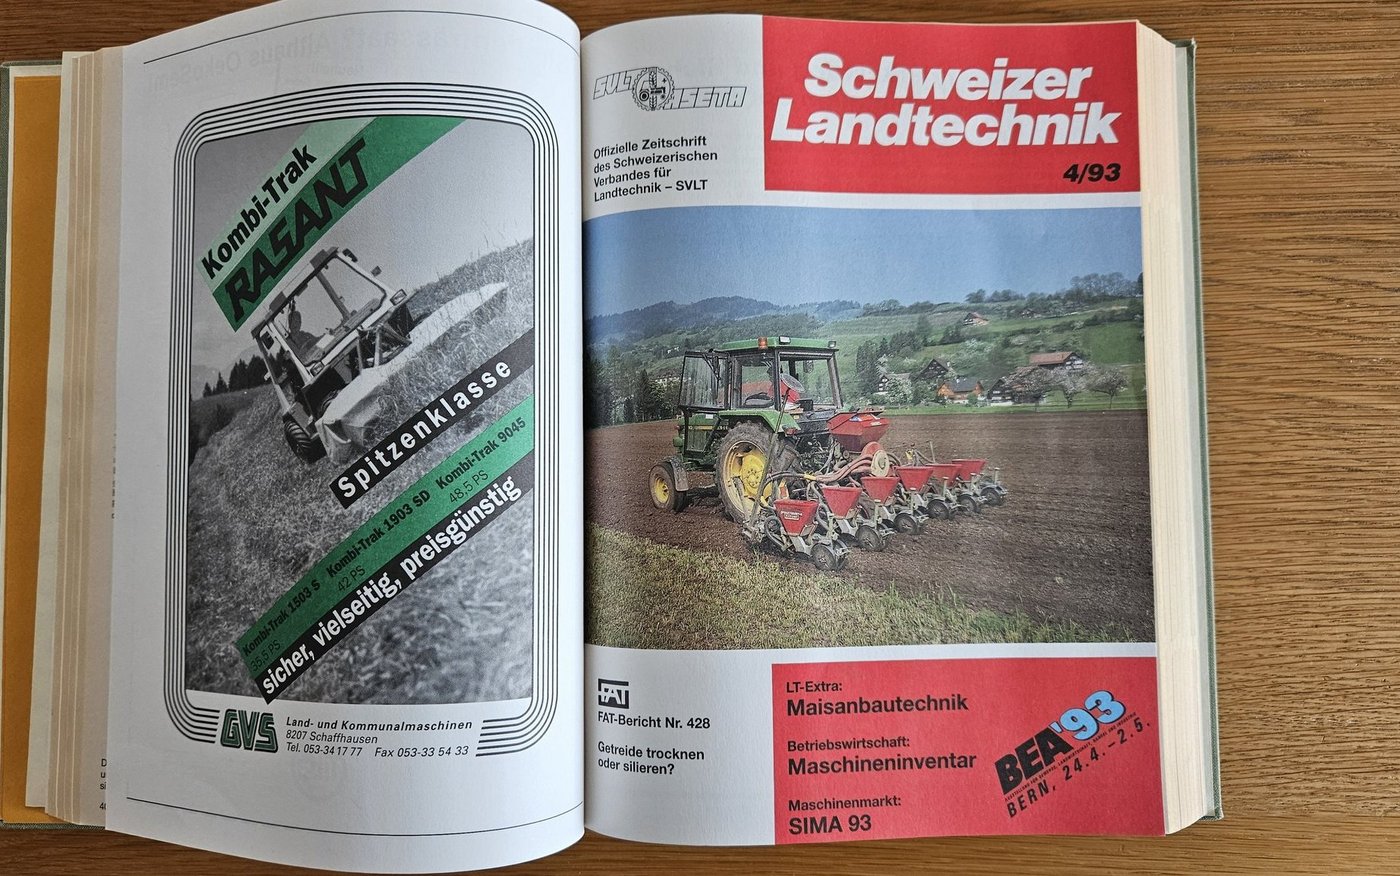 Kombi-Trak
RASANT
Spitzenklasse
Kombi-Trak 1503 S
35,5 PS
Kombi-Trak 1903 SD
42 PS
Kombi-Trak 9045
48,5 PS
sicher, vielseitig, preisgünstig
GVS
Land- und Kommunalmaschinen
8207 Schaffhausen
Tel. 053-34 17 77 Fax 053-33 54 33
SVLT
ASETA
Offizielle Zeitschrift
des Schweizerischen
Verbandes für
Landtechnik – SVLT
Schweizer
Landtechnik
4/93
FAT
FAT-Bericht Nr. 428
Getreide trocknen
oder silieren?
LT-Extra:
Maisanbautechnik
Betriebswirtschaft:
Maschineninventar
Maschinenmarkt:
SIMA 93
BEA '93
BERN, 24.4.–2.5.